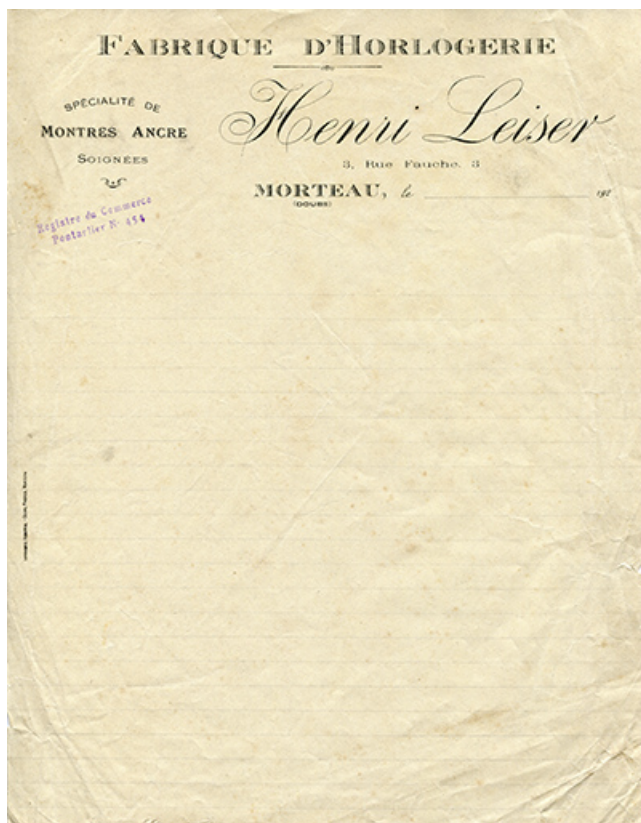 FABRIQUE D'HORLOGERIE
SPÉCIALITÉ DE
MONTRES ANCRE
SOIGNÉES
Henri Leiser
3, Rue Fauche. 3
MORTEAU, le
(DOUBS)
Registre du Commerce
Pontarlier N° 454